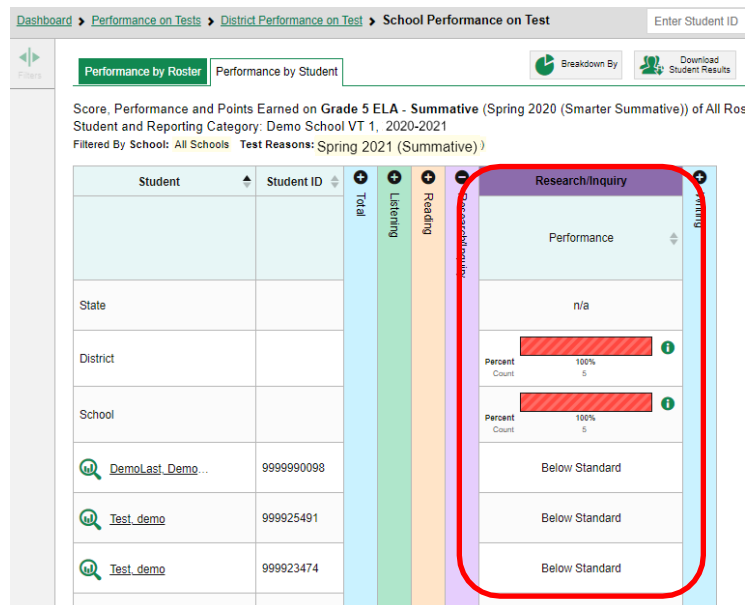 Dashboard > Performance on Tests > District Performance on Test > School Performance on Test
Enter Student ID
Filters
Performance by Roster
Performance by Student
Breakdown By
Download
Student Results
Score, Performance and Points Earned on Grade 5 ELA - Summative (Spring 2020 (Smarter Summative)) of All Ros
Student and Reporting Category: Demo School VT 1, 2020-2021
Filtered By School: All Schools Test Reasons: Spring 2021 (Summative) )
Student
Student ID
Total
Listening
Reading
Research/Inquiry
Research/Inquiry
Performance
Writing
State
n/a
District
Percent 100%
Count 5
School
Percent 100%
Count 5
DemoLast, Demo...
9999990098
Below Standard
Test, demo
999925491
Below Standard
Test, demo
999923474
Below Standard